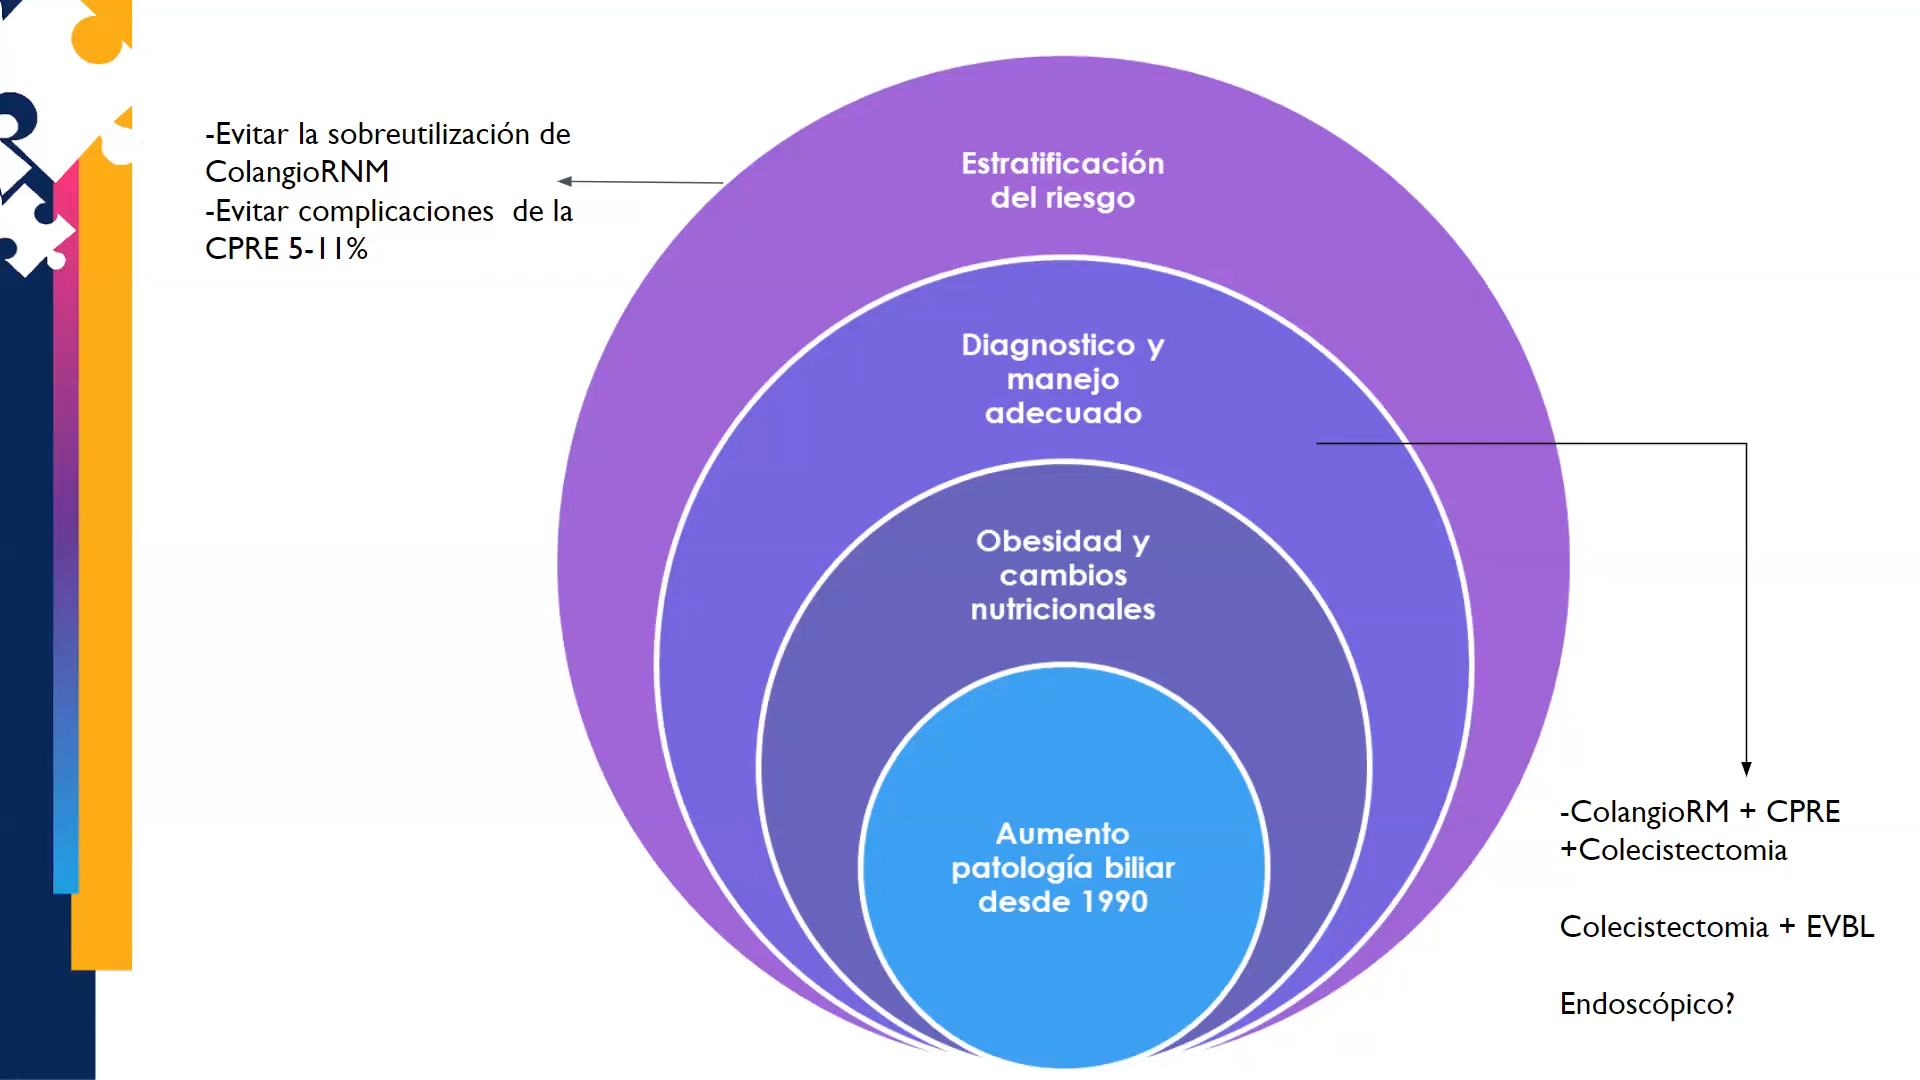 -Evitar la sobreutilización de
ColangioRNM
-Evitar complicaciones  de la
CPRE 5-11%
Estratificación
del riesgo
Diagnostico y
manejo
adecuado
Obesidad y
cambios
nutricionales
Aumento
patología biliar
desde 1990
-ColangioRM + CPRE
+Colecistectomia
Colecistectomia + EVBL
Endoscópico?